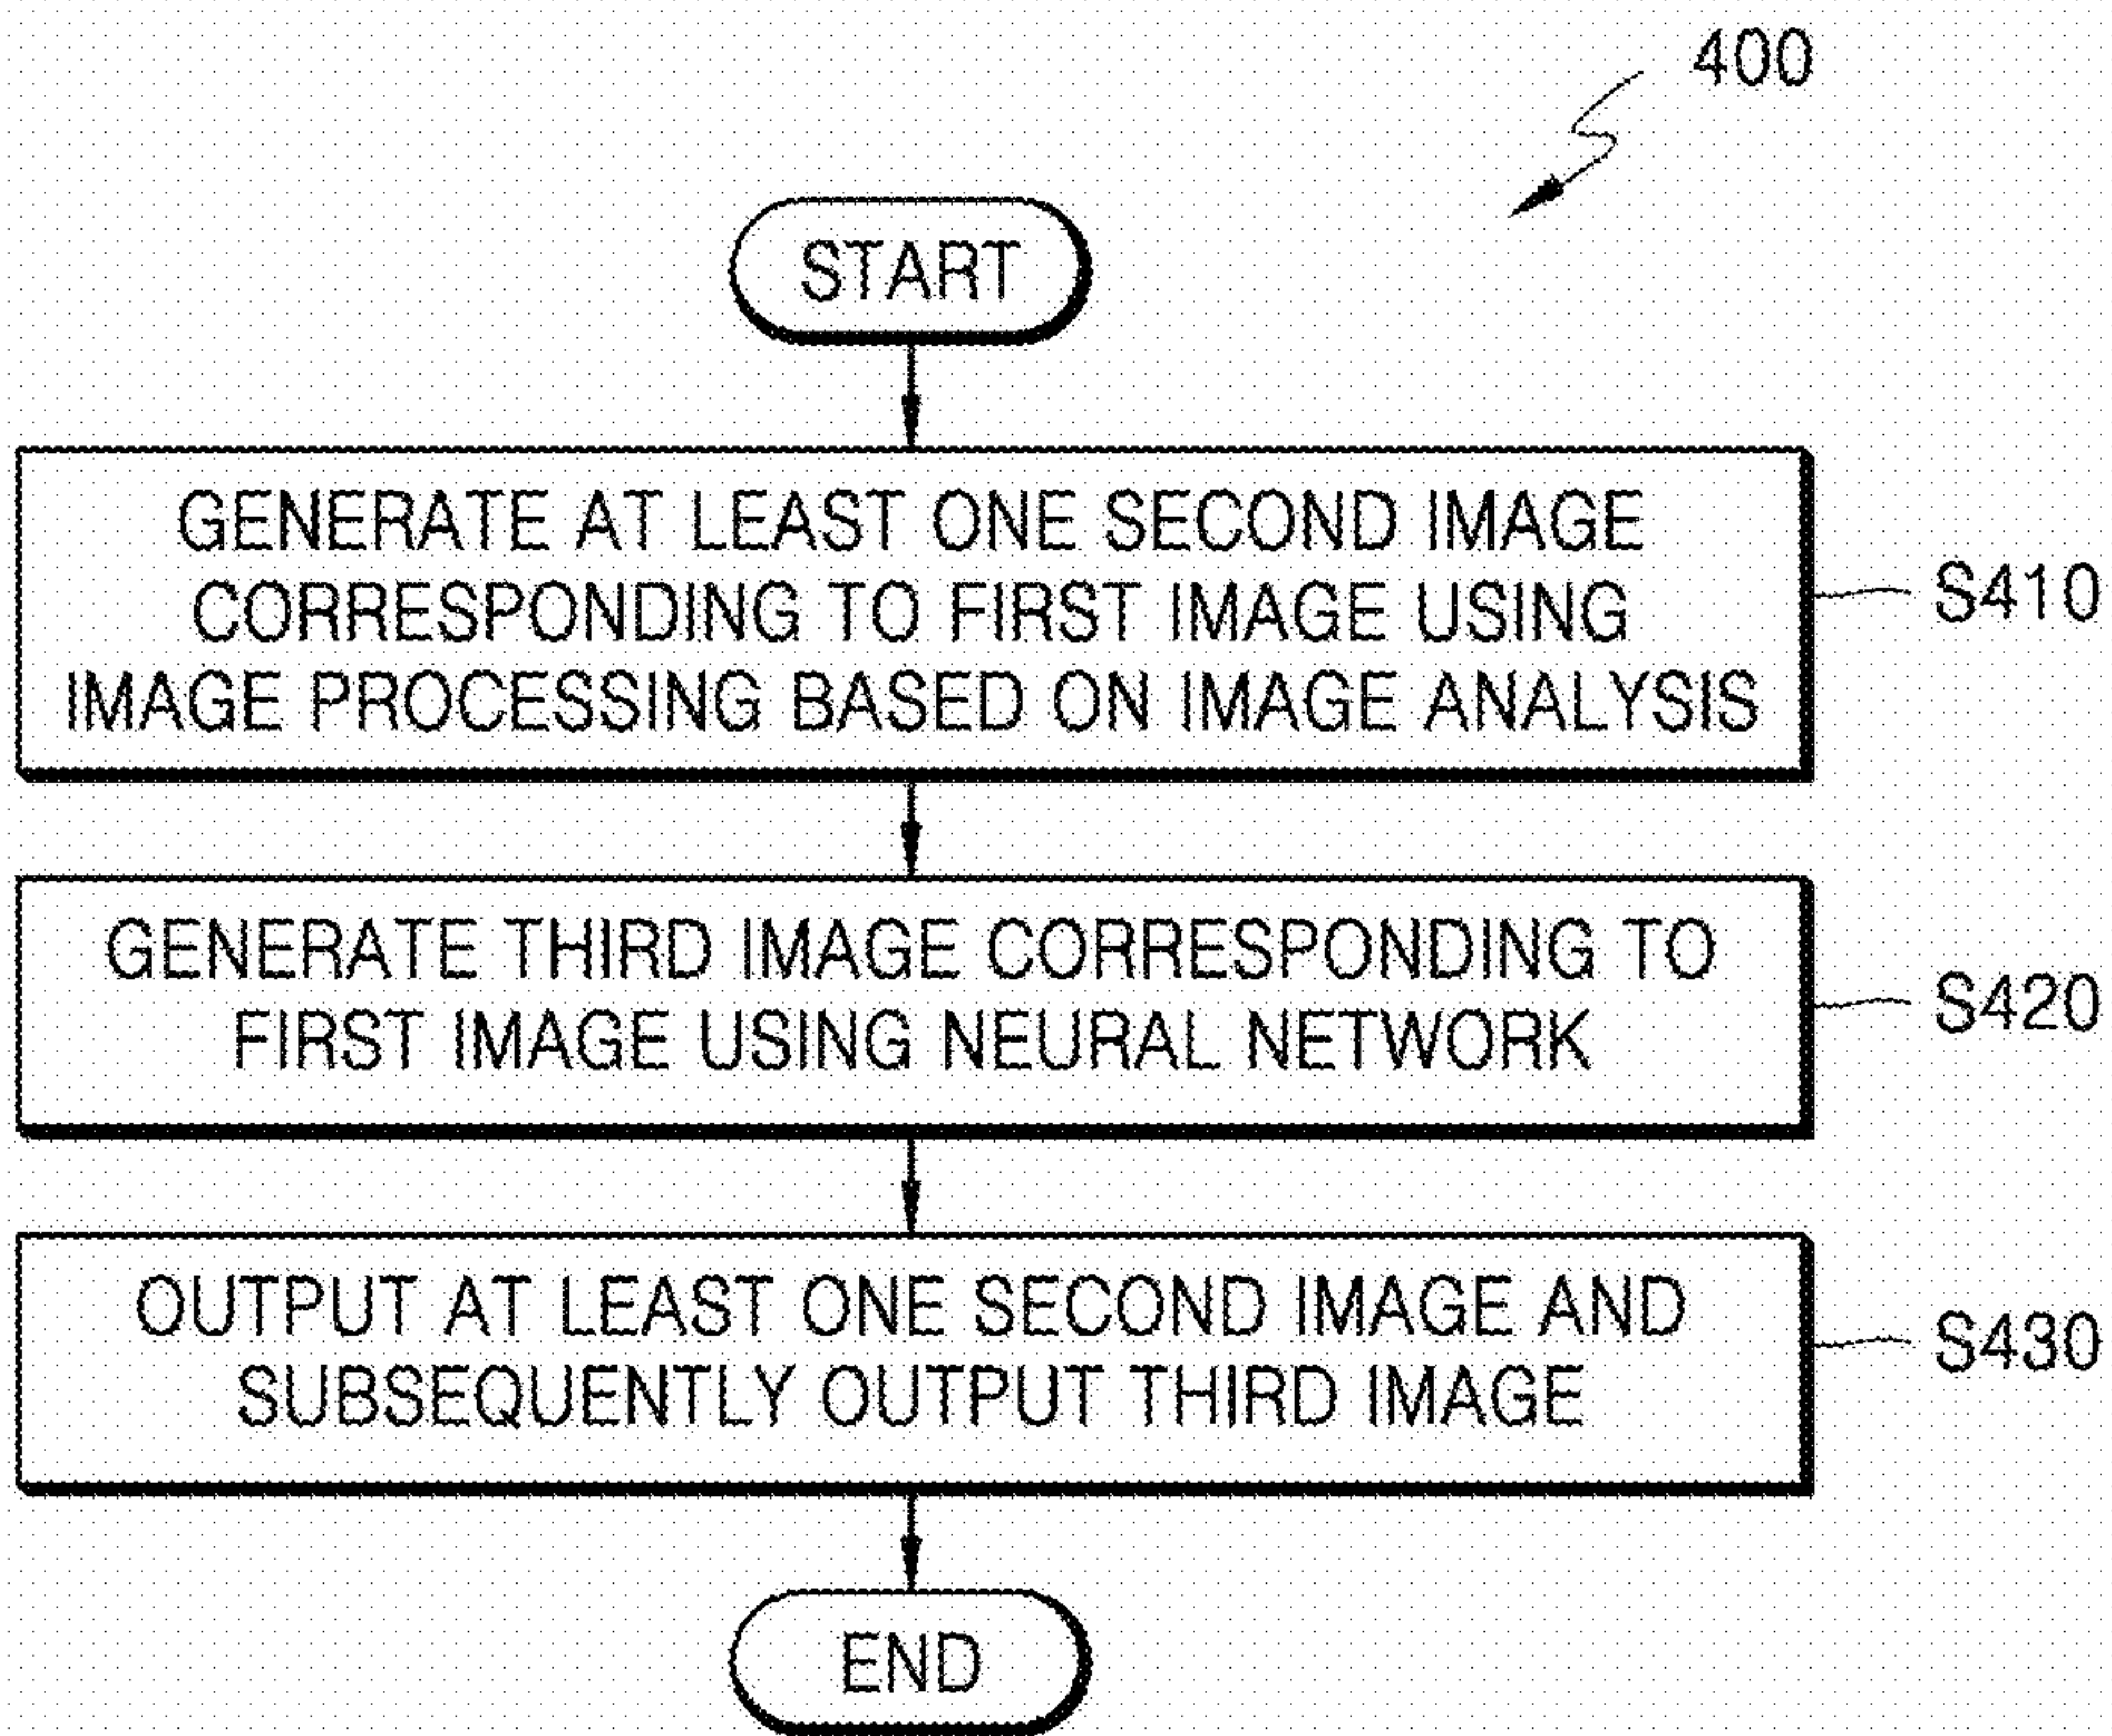 400
START
GENERATE AT LEAST ONE SECOND IMAGE
CORRESPONDING TO FIRST IMAGE USING
IMAGE PROCESSING BASED ON IMAGE ANALYSIS
S410
GENERATE THIRD IMAGE CORRESPONDING TO
FIRST IMAGE USING NEURAL NETWORK
S420
OUTPUT AT LEAST ONE SECOND IMAGE AND
SUBSEQUENTLY OUTPUT THIRD IMAGE
S430
END